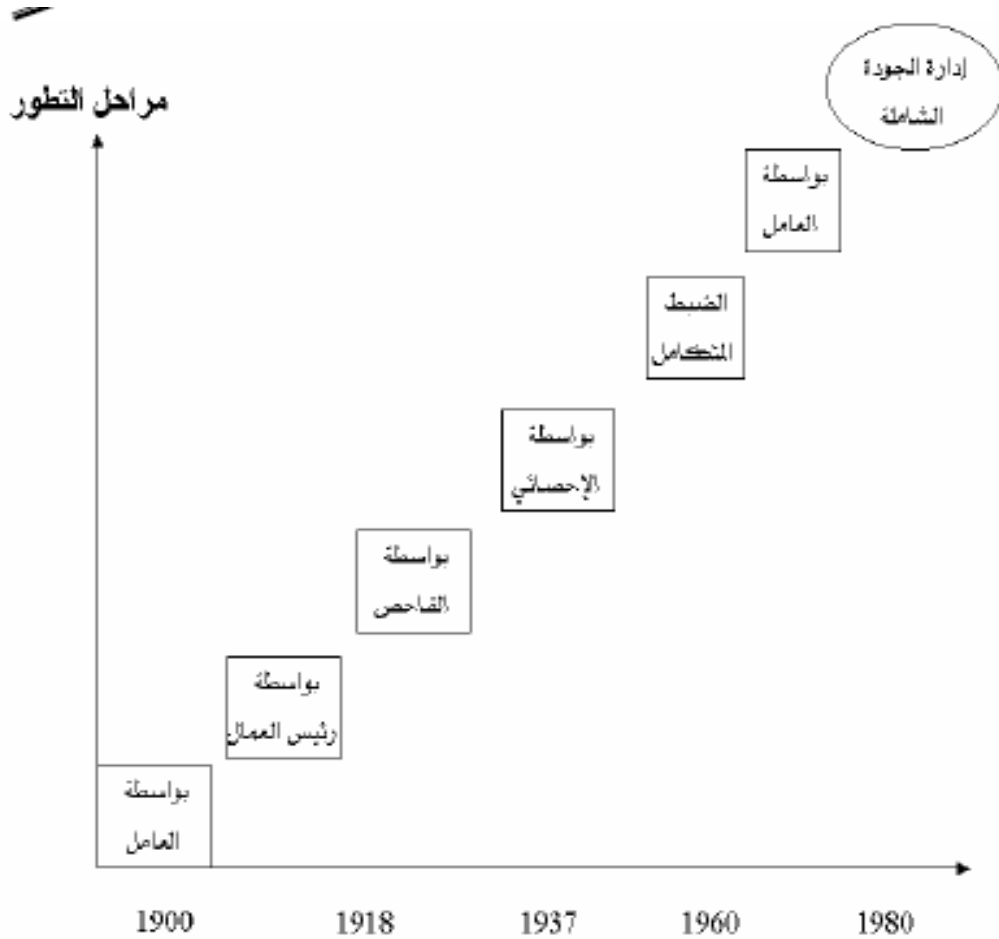 مراحل التطور
إدارة الجودة
الشاملة
بواسطة
العامل
الضبط
المتكامل
بواسطة
الإحصائي
بواسطة
الفاحص
بواسطة
رئيس العمال
بواسطة
العامل
1900 1918 1937 1960 1980